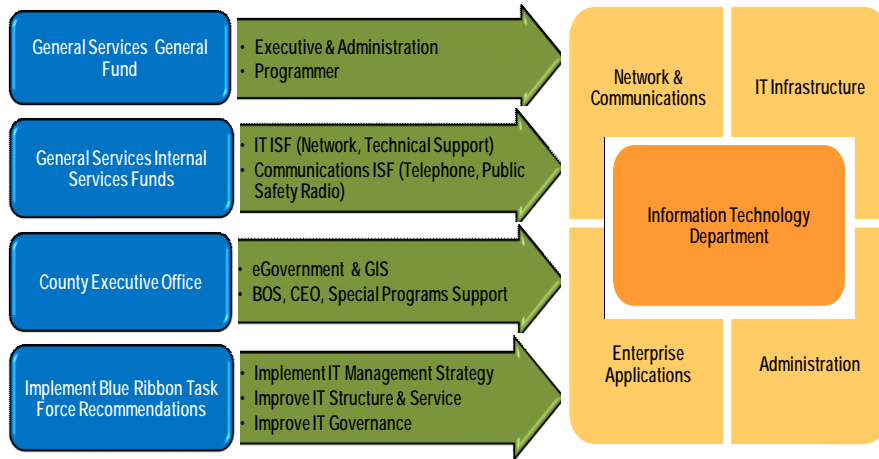 General Services General
Fund
• Executive & Administration
• Programmer
General Services Internal
Services Funds
• IT ISF (Network, Technical Support)
• Communications ISF (Telephone, Public
Safety Radio)
County Executive Office
• eGovernment & GIS
• BOS, CEO, Special Programs Support
Implement Blue Ribbon Task
Force Recommendations
• Implement IT Management Strategy
• Improve IT Structure & Service
• Improve IT Governance
Network &
Communications
IT Infrastructure
Information Technology
Department
Enterprise
Applications
Administration